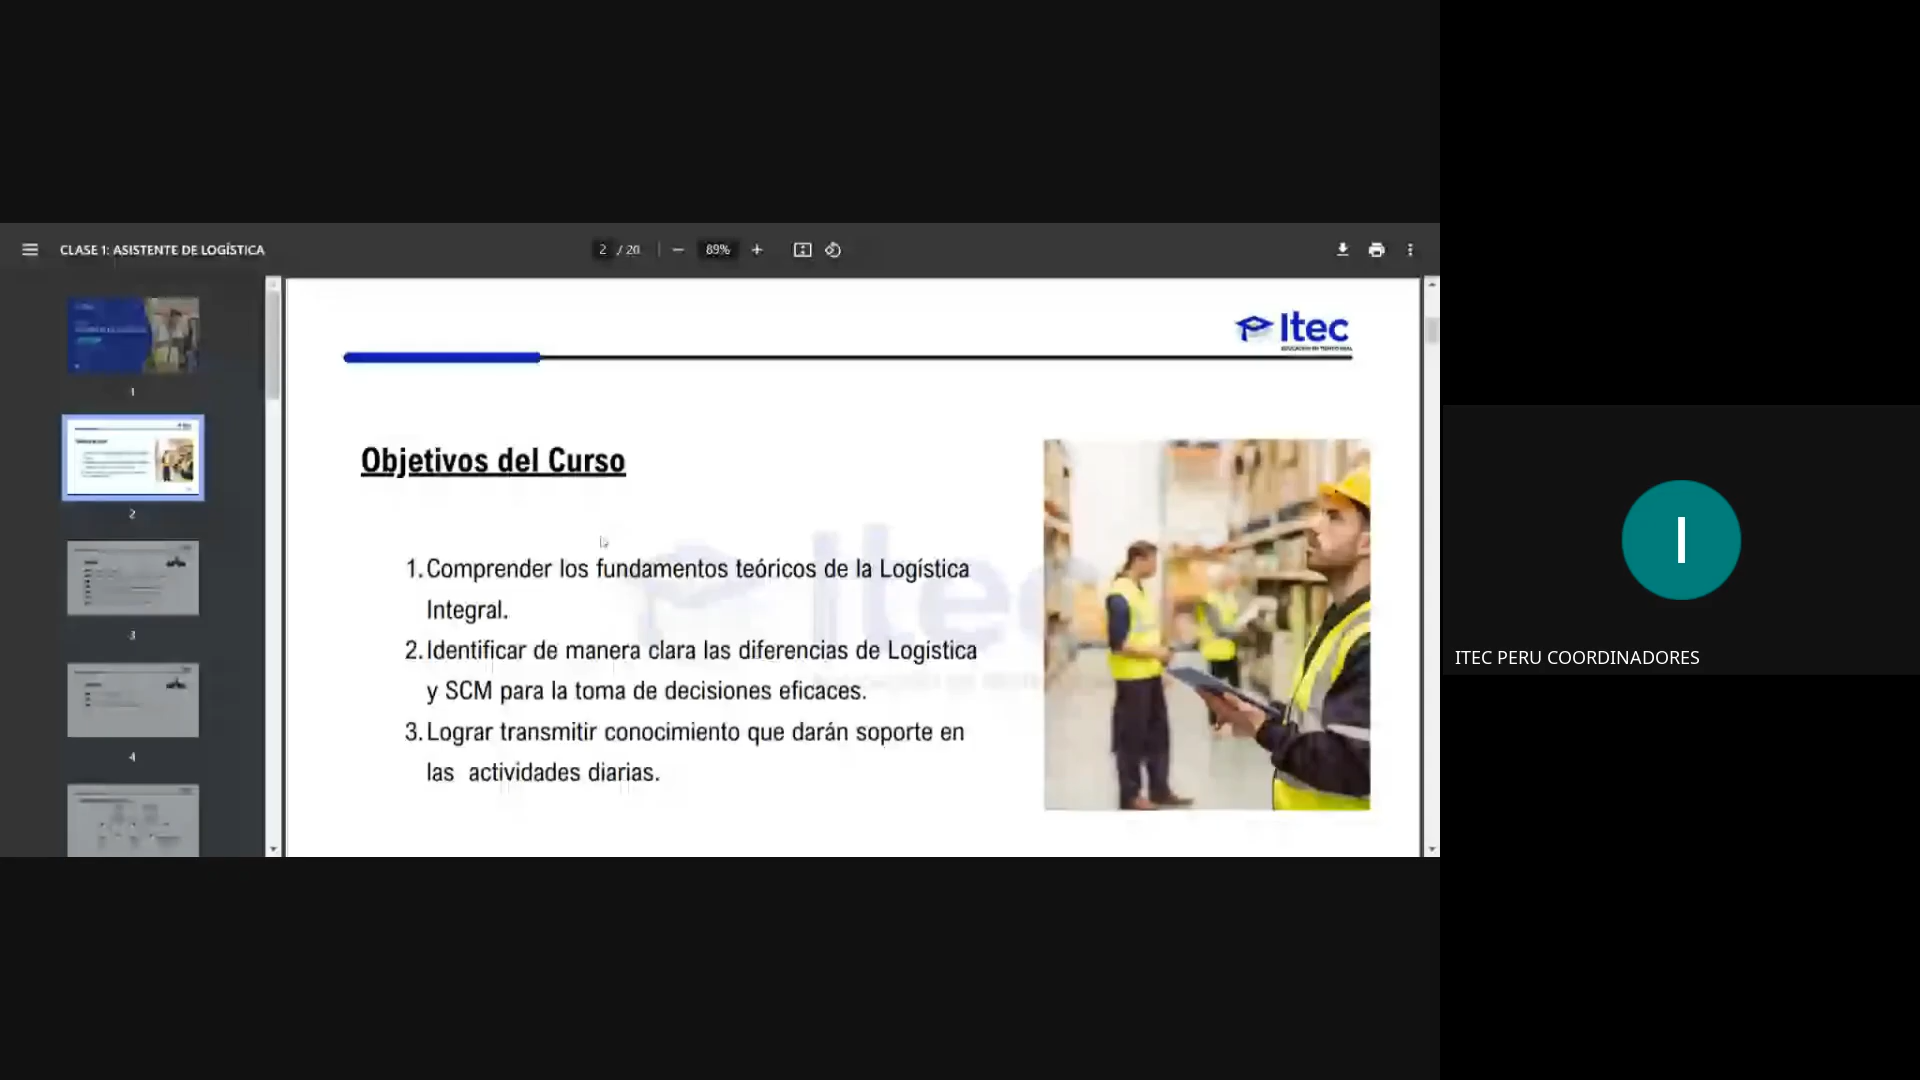 CLASE 1: ASISTENTE DE LOGÍSTICA
2 / 20
89%
1
2
3
4
Itec
Objetivos del Curso
1. Comprender los fundamentos teóricos de la Logística
Integral.
2. Identificar de manera clara las diferencias de Logística
y SCM para la toma de decisiones eficaces.
3. Lograr transmitir conocimiento que darán soporte en
las actividades diarias.
Itec
I
ITEC PERU COORDINADORES